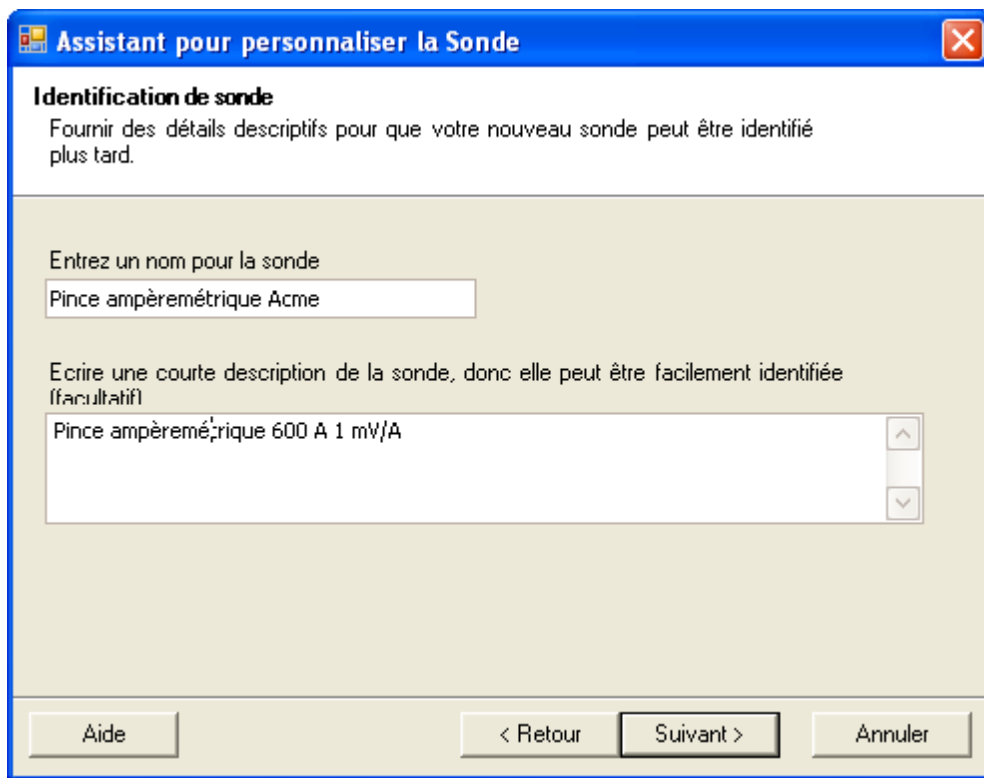 Assistant pour personnaliser la Sonde
Identification de sonde
Fournir des détails descriptifs pour que votre nouveau sonde peut être identifié
plus tard.
Entrez un nom pour la sonde
Pince ampèremétrique Acme
Ecrire une courte description de la sonde, donc elle peut être facilement identifiée
(facultatif)
Pince ampèremétrique 600 A 1 mV/A
Aide
< Retour
Suivant >
Annuler